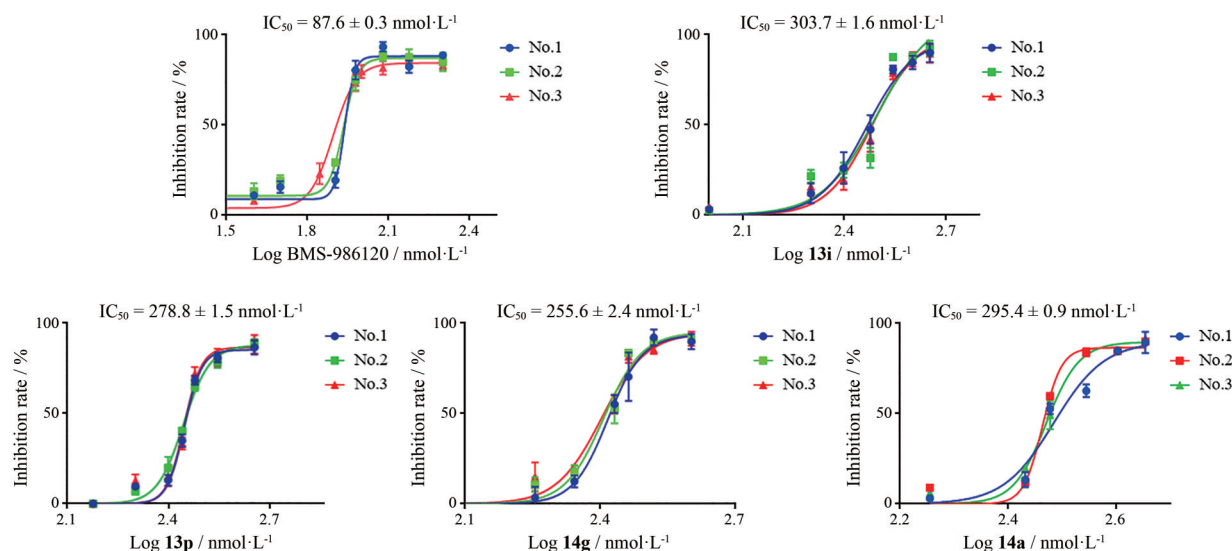 IC50 = 87.6 ± 0.3 nmol·L-1
Inhibition rate / %
100
50
0
1.5 1.8 2.1 2.4
Log BMS-986120 / nmol·L-1
No.1
No.2
No.3
IC50 = 303.7 ± 1.6 nmol·L-1
Inhibition rate / %
100
50
0
2.1 2.4 2.7
Log 13i / nmol·L-1
No.1
No.2
No.3
IC50 = 278.8 ± 1.5 nmol·L-1
Inhibition rate / %
100
50
0
2.1 2.4 2.7
Log 13p / nmol·L-1
No.1
No.2
No.3
IC50 = 255.6 ± 2.4 nmol·L-1
Inhibition rate / %
100
50
0
2.1 2.4 2.7
Log 14g / nmol·L-1
No.1
No.2
No.3
IC50 = 295.4 ± 0.9 nmol·L-1
Inhibition rate / %
100
50
0
2.2 2.4 2.6
Log 14a / nmol·L-1
No.1
No.2
No.3